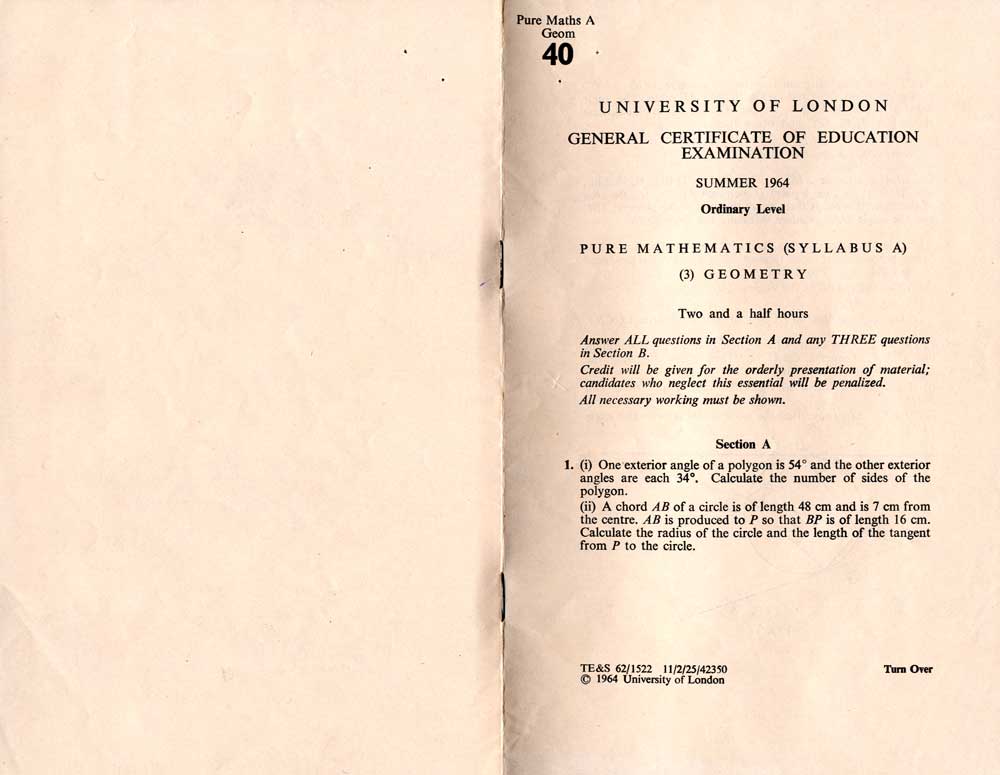 Pure Maths A
Geom
40
UNIVERSITY OF LONDON
GENERAL CERTIFICATE OF EDUCATION
EXAMINATION
SUMMER 1964
Ordinary Level
PURE MATHEMATICS (SYLLABUS A)
(3) GEOMETRY
Two and a half hours
Answer ALL questions in Section A and any THREE questions
in Section B.
Credit will be given for the orderly presentation of material;
candidates who neglect this essential will be penalized.
All necessary working must be shown.
Section A
1. (i) One exterior angle of a polygon is 54° and the other exterior
angles are each 34°. Calculate the number of sides of the
polygon.
(ii) A chord AB of a circle is of length 48 cm and is 7 cm from
the centre. AB is produced to P so that BP is of length 16 cm.
Calculate the radius of the circle and the length of the tangent
from P to the circle.
TE&S 62/1522 11/2/25/42350
© 1964 University of London
Turn Over